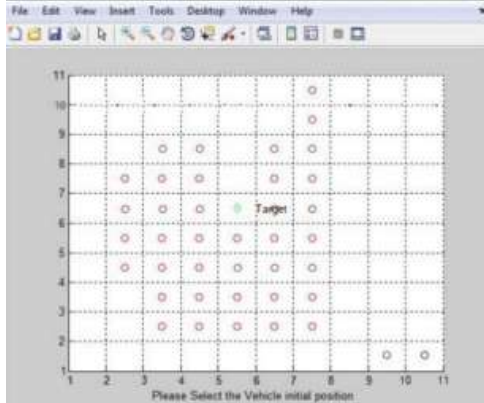 File Edit View Insert Tools Desktop Window Help
11
10
9
8
7
6
5
4
3
2
1
Target
1 2 3 4 5 6 7 8 9 10 11
Please Select the Vehicle initial position